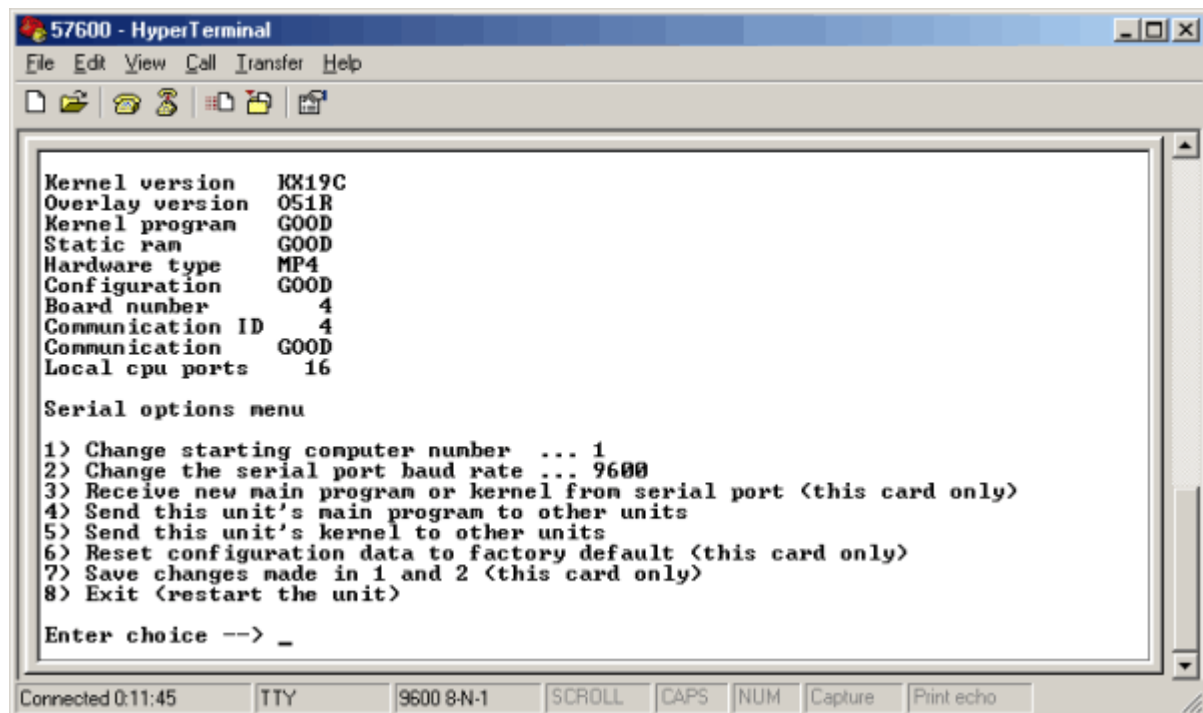 57600 - HyperTerminal
File Edit View Call Transfer Help
Kernel version KX19C
Overlay version O51R
Kernel program GOOD
Static ram GOOD
Hardware type MP4
Configuration GOOD
Board number 4
Communication ID 4
Communication GOOD
Local cpu ports 16
Serial options menu
1) Change starting computer number ... 1
2) Change the serial port baud rate ... 9600
3) Receive new main program or kernel from serial port (this card only)
4) Send this unit's main program to other units
5) Send this unit's kernel to other units
6) Reset configuration data to factory default (this card only)
7) Save changes made in 1 and 2 (this card only)
8) Exit (restart the unit)
Enter choice --> _
Connected 0:11:45 TTY 9600 8-N-1 SCROLL CAPS NUM Capture Print echo